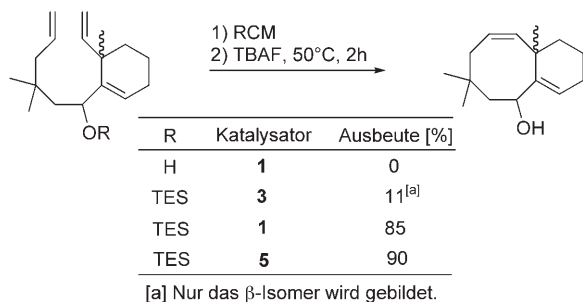 1) RCM
2) TBAF, 50°C, 2h
OR
OH
R Katalysator Ausbeute [%]
H 1 0
TES 3 11[a]
TES 1 85
TES 5 90
[a] Nur das β-Isomer wird gebildet.